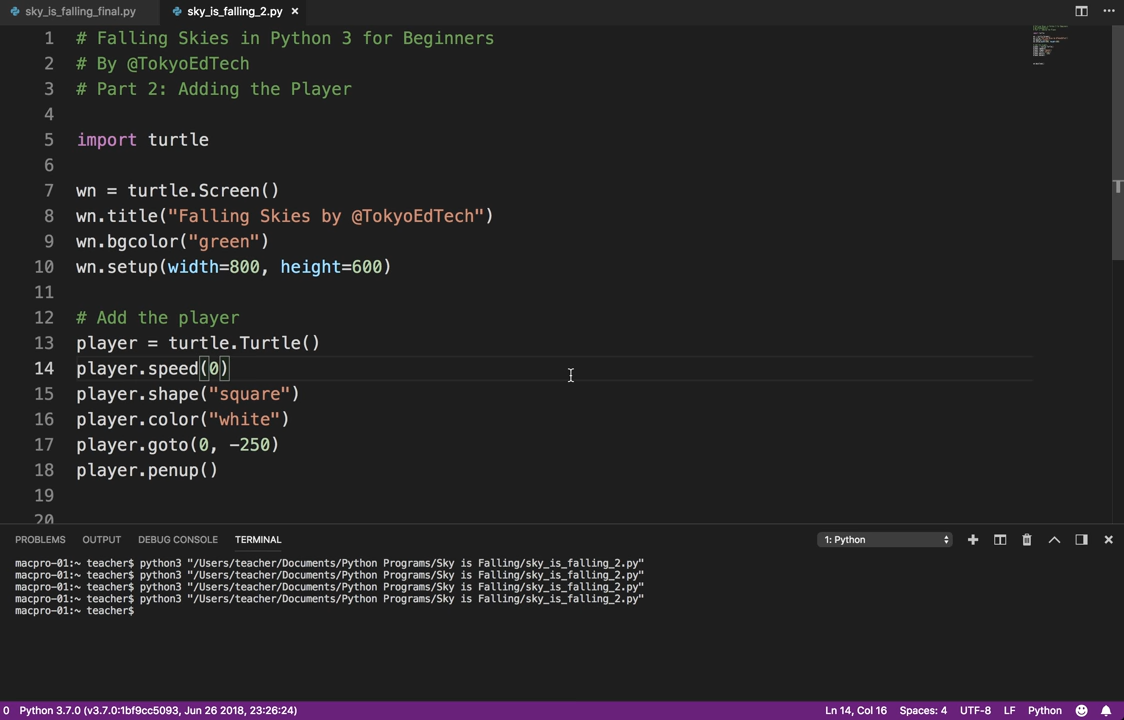 sky_is_falling_final.py
sky_is_falling_2.py
1 # Falling Skies in Python 3 for Beginners
2 # By @TokyoEdTech
3 # Part 2: Adding the Player
4
5 import turtle
6
7 wn = turtle.Screen()
8 wn.title("Falling Skies by @TokyoEdTech")
9 wn.bgcolor("green")
10 wn.setup(width=800, height=600)
11
12 # Add the player
13 player = turtle.Turtle()
14 player.speed(0)
15 player.shape("square")
16 player.color("white")
17 player.goto(0, -250)
18 player.penup()
19
20
PROBLEMS OUTPUT DEBUG CONSOLE TERMINAL 1: Python
macpro-01:~ teacher$ python3 "/Users/teacher/Documents/Python Programs/Sky is Falling/sky_is_falling_2.py"
macpro-01:~ teacher$ python3 "/Users/teacher/Documents/Python Programs/Sky is Falling/sky_is_falling_2.py"
macpro-01:~ teacher$ python3 "/Users/teacher/Documents/Python Programs/Sky is Falling/sky_is_falling_2.py"
macpro-01:~ teacher$ python3 "/Users/teacher/Documents/Python Programs/Sky is Falling/sky_is_falling_2.py"
macpro-01:~ teacher$
0 Python 3.7.0 (v3.7.0:1bf9cc5093, Jun 26 2018, 23:26:24) Ln 14, Col 16 Spaces: 4 UTF-8 LF Python